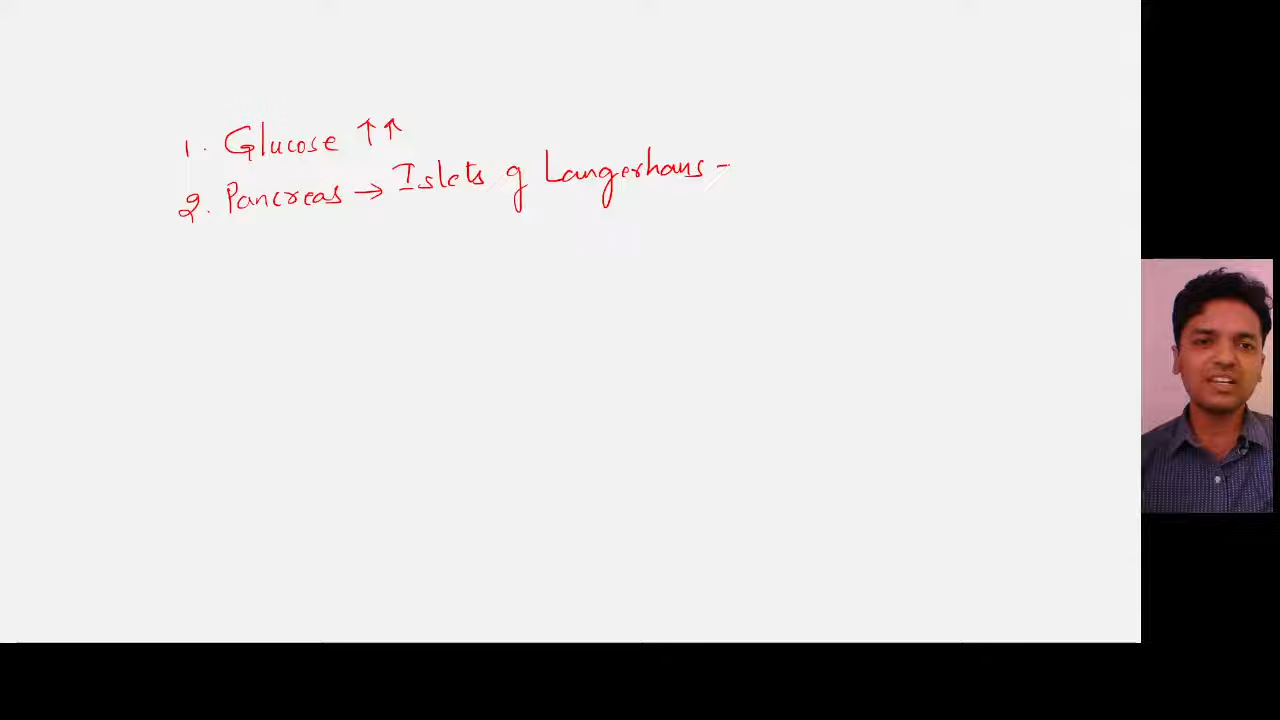 1. Glucose ↑↑
2. Pancreas → Islets of Langerhans -